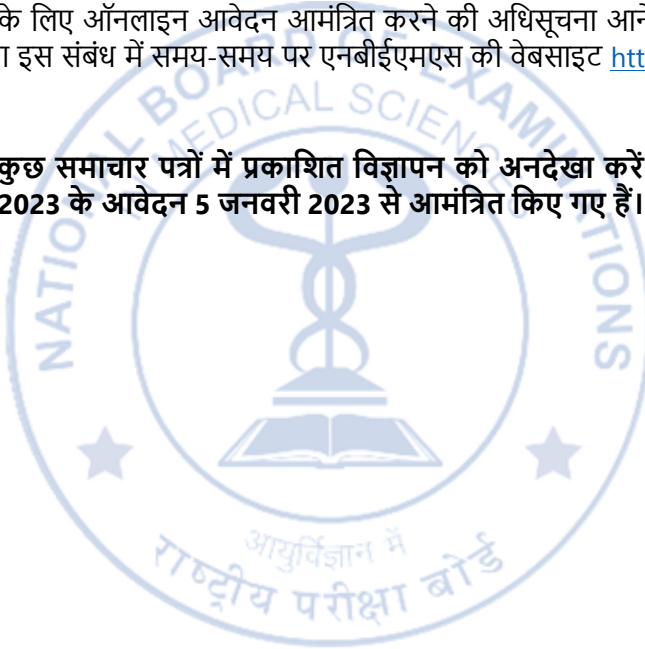 के लिए ऑनलाइन आवेदन आमंत्रित करने की अधिसूचना आने
इस संबंध में समय-समय पर एनबीईएमएस की वेबसाइट htt
कुछ समाचार पत्रों में प्रकाशित विज्ञापन को अनदेखा करें
2023 के आवेदन 5 जनवरी 2023 से आमंत्रित किए गए हैं।
NATIONAL BOARD OF EXAMINATIONS
IN MEDICAL SCIENCES
आयुर्विज्ञान में
राष्ट्रीय परीक्षा बोर्ड